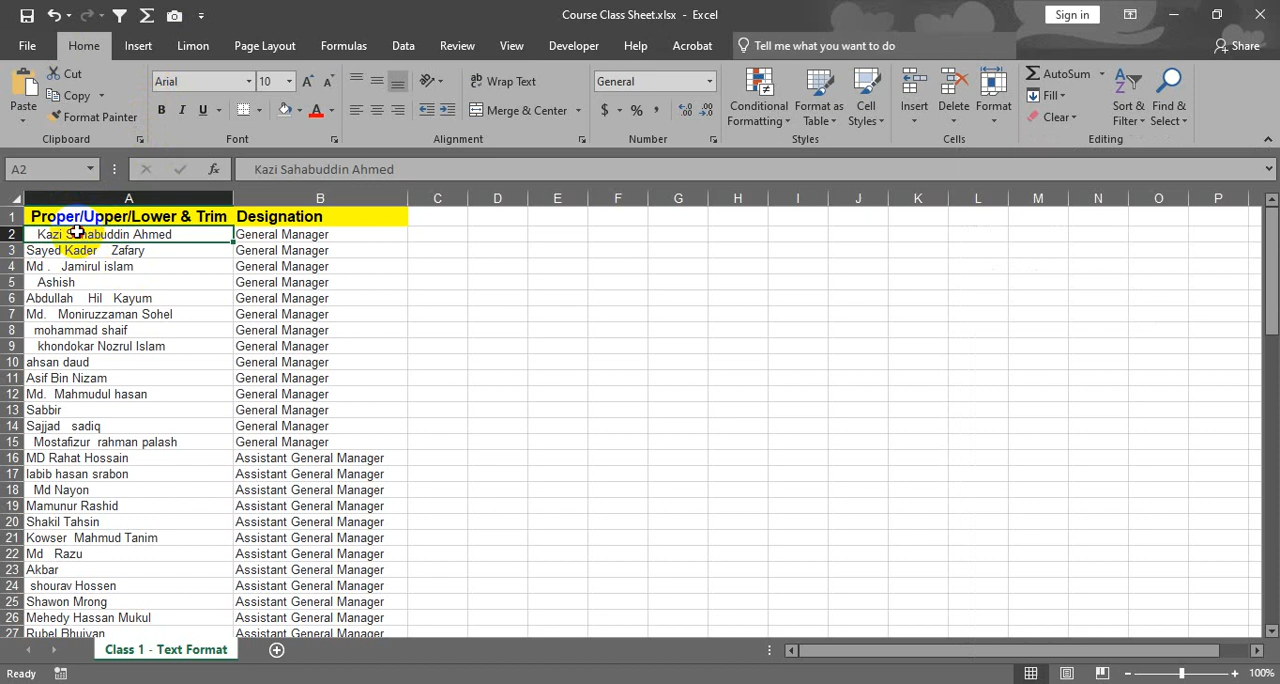 Course Class Sheet.xlsx - Excel
Sign in
File Home Insert Limon Page Layout Formulas Data Review View Developer Help Acrobat Tell me what you want to do Share
Paste
Cut
Copy
Format Painter
Clipboard
Arial 10
B I U
Font
Wrap Text
Merge & Center
Alignment
General
$ % ,
Number
Conditional Formatting
Format as Table
Cell Styles
Styles
Insert
Delete
Format
Cells
AutoSum
Fill
Clear
Sort & Filter
Find & Select
Editing
A2 fx Kazi Sahabuddin Ahmed
A B C D E F G H I J K L M N O P
1 Proper/Upper/Lower & Trim Designation
2 Kazi Sahabuddin Ahmed General Manager
3 Sayed Kader Zafary General Manager
4 Md . Jamirul islam General Manager
5 Ashish General Manager
6 Abdullah Hil Kayum General Manager
7 Md. Moniruzzaman Sohel General Manager
8 mohammad shaif General Manager
9 khondokar Nozrul Islam General Manager
10 ahsan daud General Manager
11 Asif Bin Nizam General Manager
12 Md. Mahmudul hasan General Manager
13 Sabbir General Manager
14 Sajjad sadiq General Manager
15 Mostafizur rahman palash General Manager
16 MD Rahat Hossain Assistant General Manager
17 labib hasan srabon Assistant General Manager
18 Md Nayon Assistant General Manager
19 Mamunur Rashid Assistant General Manager
20 Shakil Tahsin Assistant General Manager
21 Kowser Mahmud Tanim Assistant General Manager
22 Md Razu Assistant General Manager
23 Akbar Assistant General Manager
24 shourav Hossen Assistant General Manager
25 Shawon Mrong Assistant General Manager
26 Mehedy Hassan Mukul Assistant General Manager
27 Rubel Bhuiyan Assistant General Manager
Class 1 - Text Format
Ready 100%